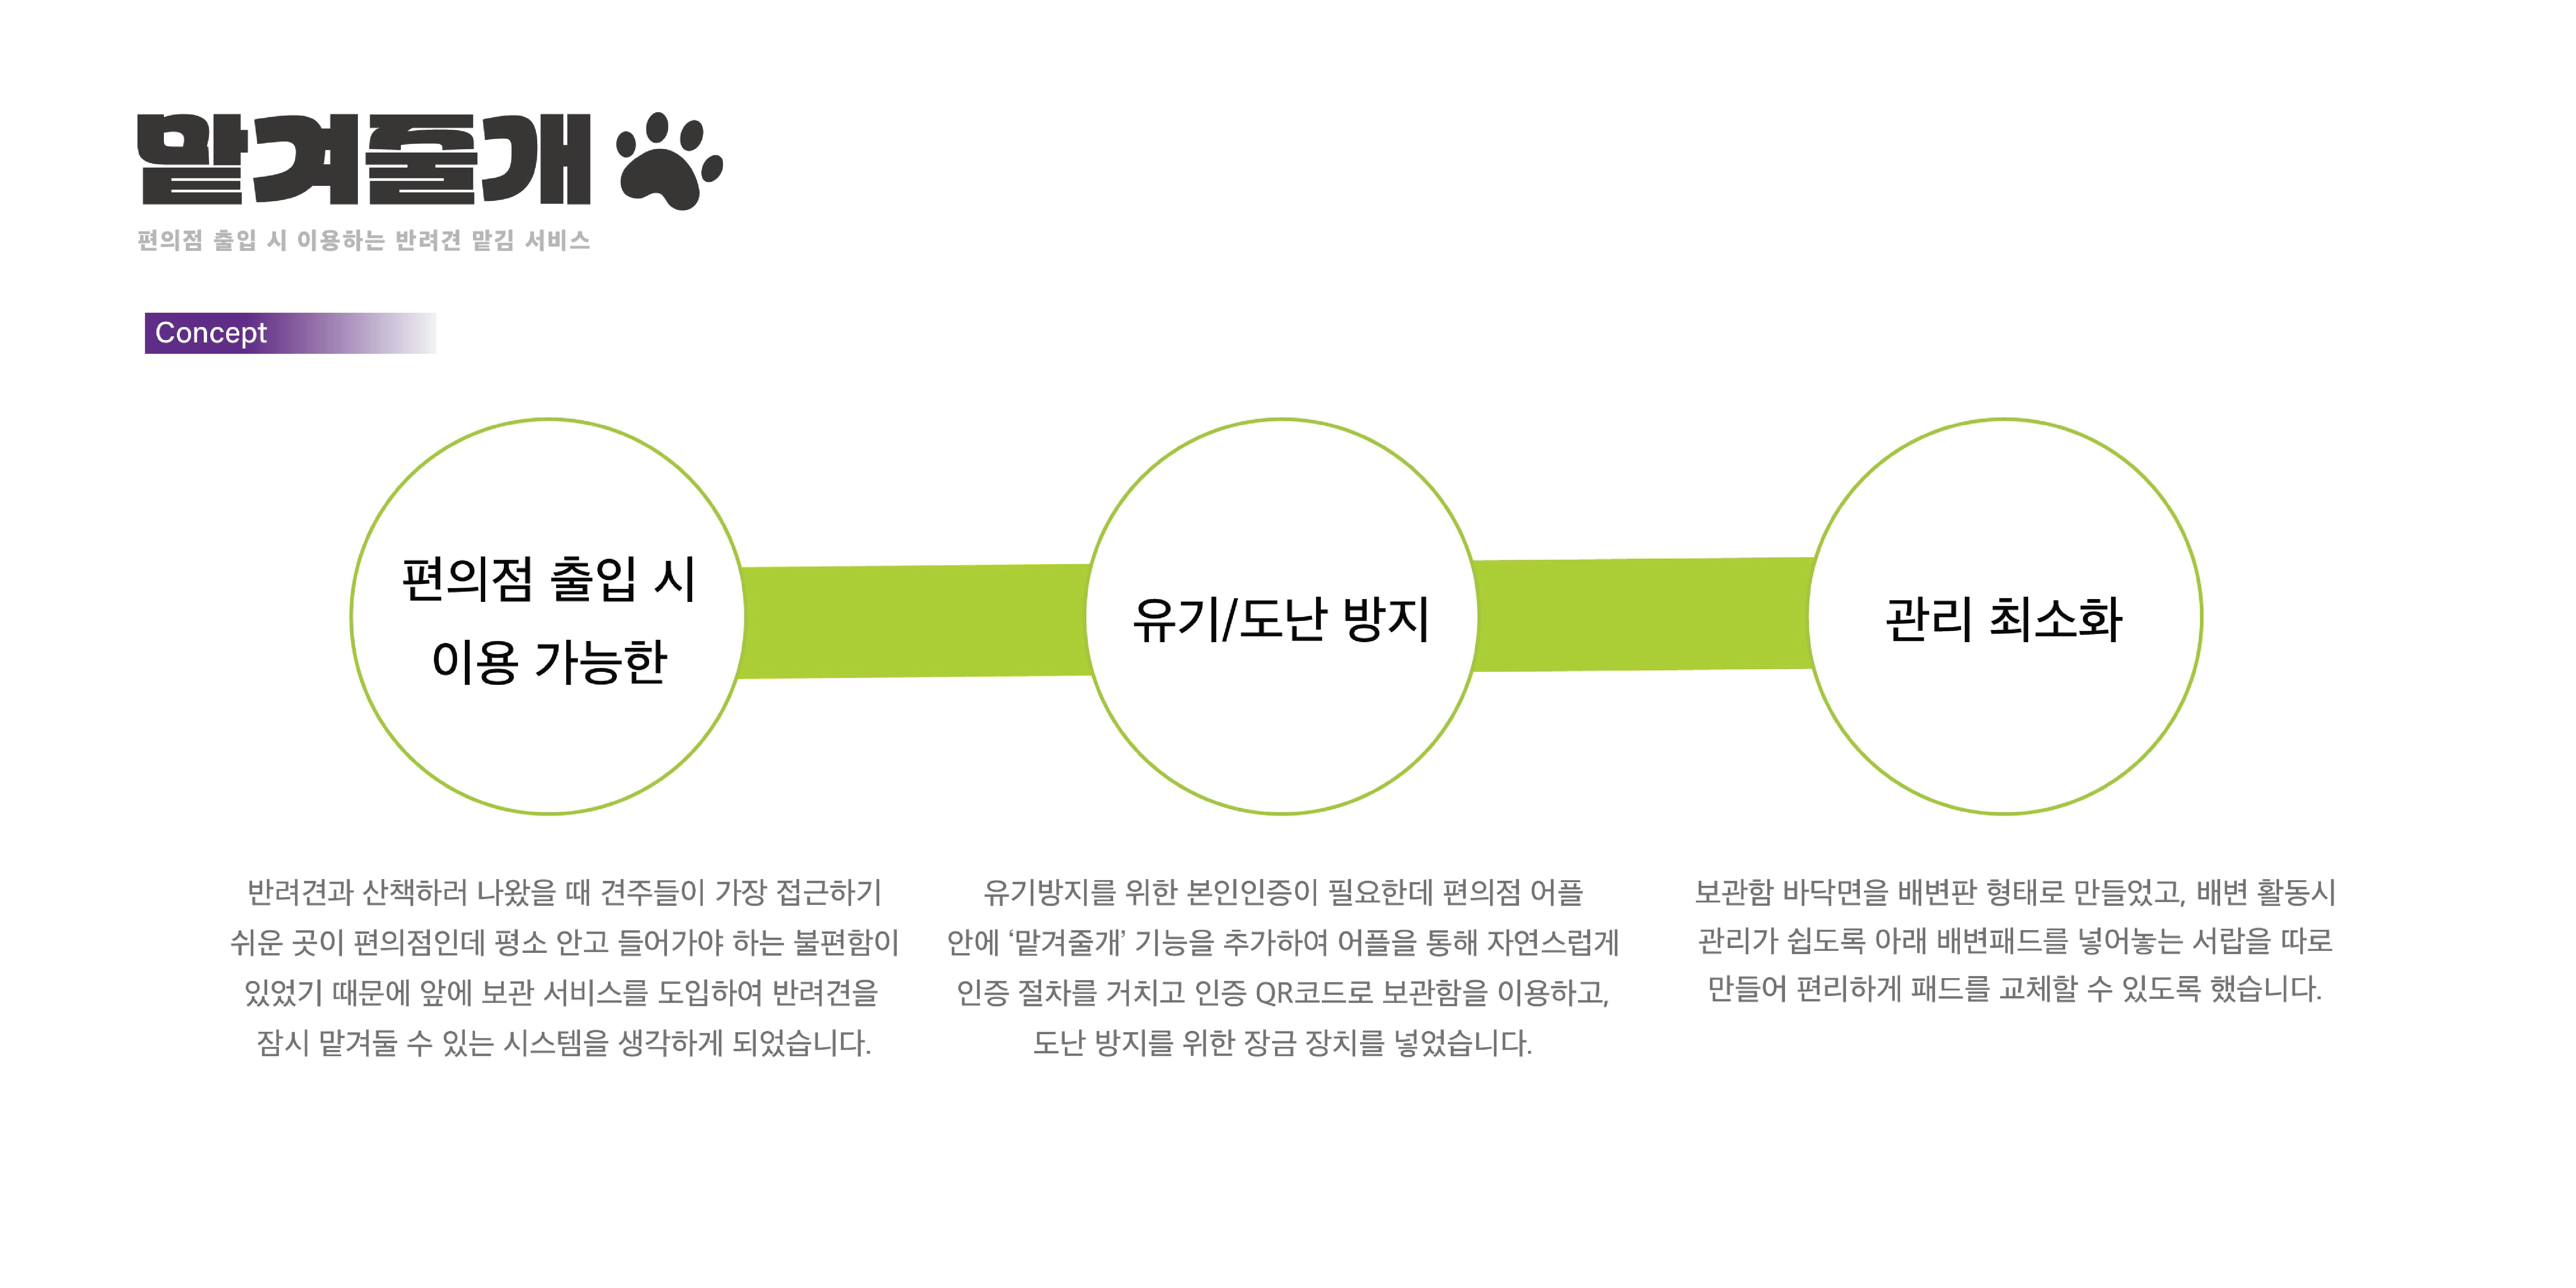 맡겨줄개
편의점 출입 시 이용하는 반려견 맡김 서비스
Concept
편의점 출입 시
이용 가능한
유기/도난 방지
관리 최소화
반려견과 산책하러 나왔을 때 견주들이 가장 접근하기
쉬운 곳이 편의점인데 평소 안고 들어가야 하는 불편함이
있었기 때문에 앞에 보관 서비스를 도입하여 반려견을
잠시 맡겨둘 수 있는 시스템을 생각하게 되었습니다.
유기방지를 위한 본인인증이 필요한데 편의점 어플
안에 ‘맡겨줄개’ 기능을 추가하여 어플을 통해 자연스럽게
인증 절차를 거치고 인증 QR코드로 보관함을 이용하고,
도난 방지를 위한 장금 장치를 넣었습니다.
보관함 바닥면을 배변판 형태로 만들었고, 배변 활동시
관리가 쉽도록 아래 배변패드를 넣어놓는 서랍을 따로
만들어 편리하게 패드를 교체할 수 있도록 했습니다.